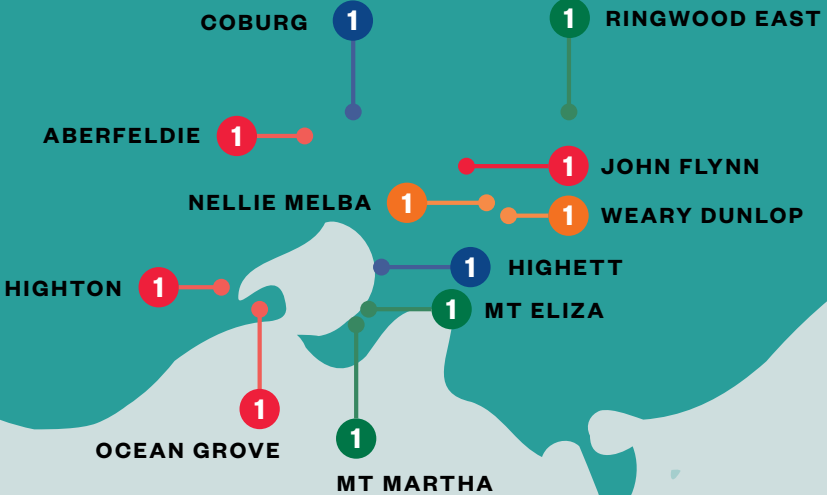 COBURG 1
1 RINGWOOD EAST
ABERFELDIE 1
1 JOHN FLYNN
NELLIE MELBA 1
1 WEARY DUNLOP
1 HIGHETT
HIGHTON 1
1 MT ELIZA
1
OCEAN GROVE
1
MT MARTHA